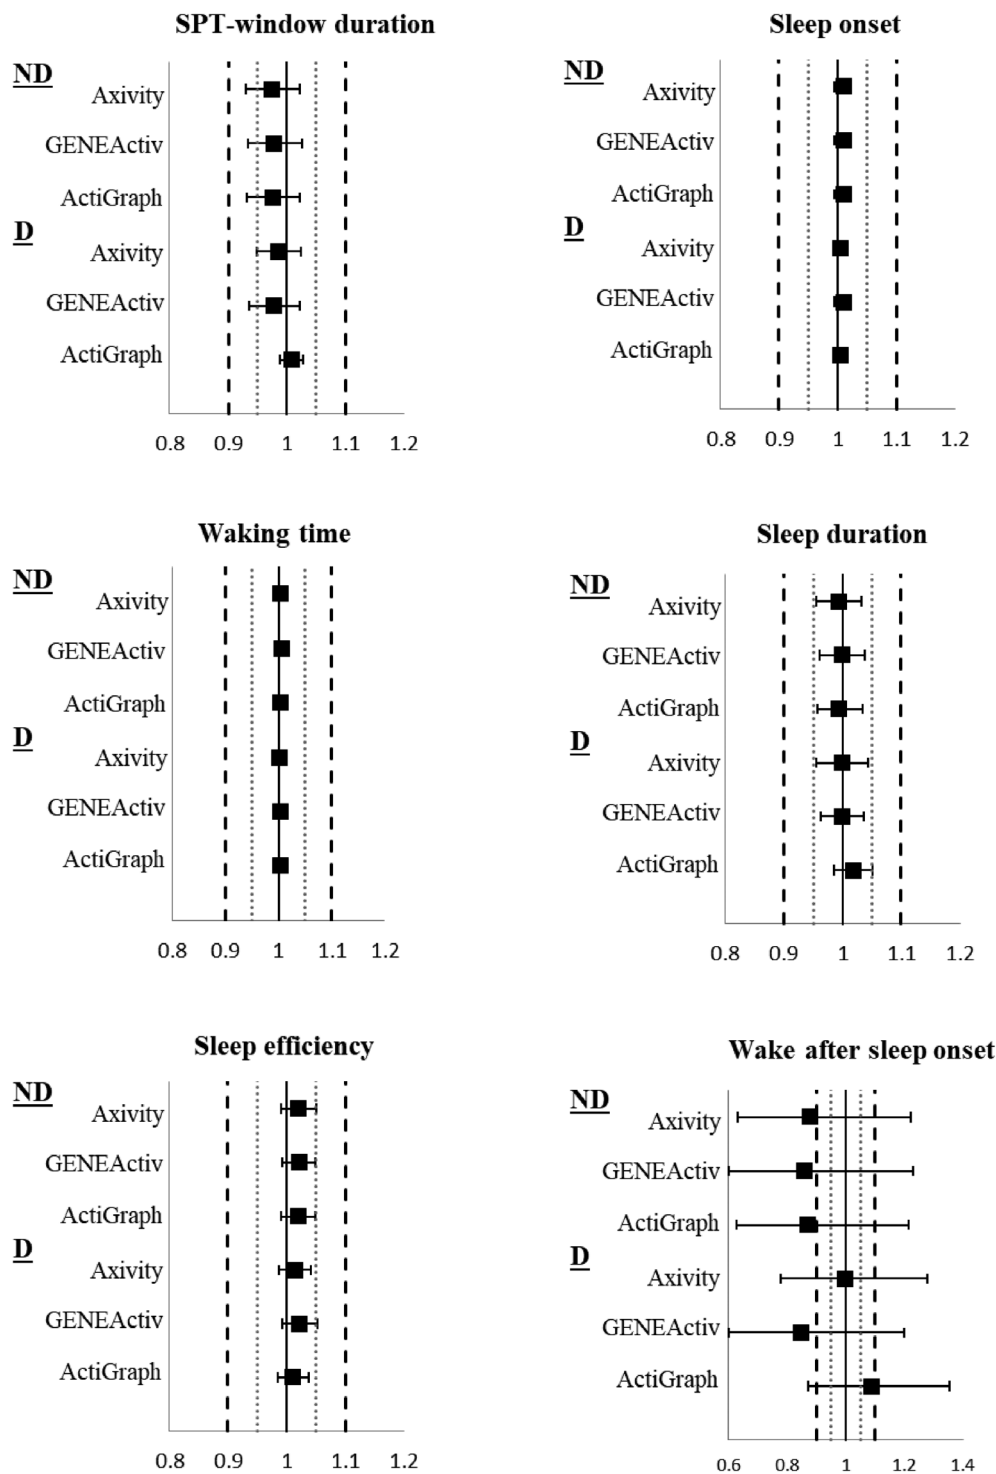 SPT-window duration
ND
Axivity
GENEActiv
ActiGraph
D
Axivity
GENEActiv
ActiGraph
0.8 0.9 1 1.1 1.2
Sleep onset
ND
Axivity
GENEActiv
ActiGraph
D
Axivity
GENEActiv
ActiGraph
0.8 0.9 1 1.1 1.2
Waking time
ND
Axivity
GENEActiv
ActiGraph
D
Axivity
GENEActiv
ActiGraph
0.8 0.9 1 1.1 1.2
Sleep duration
ND
Axivity
GENEActiv
ActiGraph
D
Axivity
GENEActiv
ActiGraph
0.8 0.9 1 1.1 1.2
Sleep efficiency
ND
Axivity
GENEActiv
ActiGraph
D
Axivity
GENEActiv
ActiGraph
0.8 0.9 1 1.1 1.2
Wake after sleep onset
ND
Axivity
GENEActiv
ActiGraph
D
Axivity
GENEActiv
ActiGraph
0.6 0.8 1 1.2 1.4